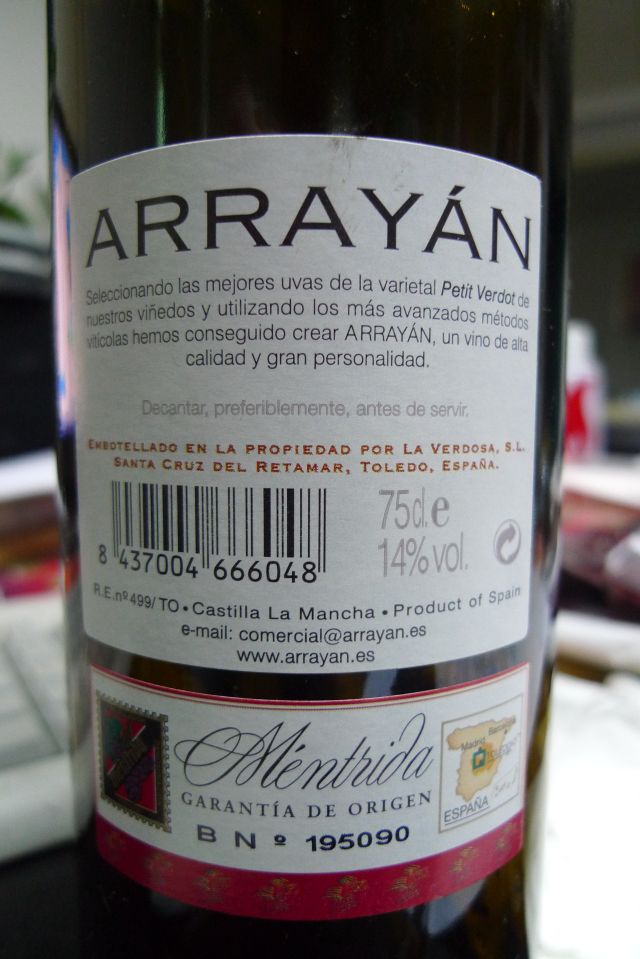 ARRAYÁN
Seleccionando las mejores uvas de la varietal Petit Verdot de
nuestros viñedos y utilizando los más avanzados métodos
vitícolas hemos conseguido crear ARRAYÁN, un vino de alta
calidad y gran personalidad.
Decantar, preferiblemente, antes de servir.
EMBOTELLADO EN LA PROPIEDAD POR LA VERDOSA, S.L.
SANTA CRUZ DEL RETAMAR, TOLEDO, ESPAÑA.
75cl.e
14%vol.
8 437004 666048
R.E.nº499/TO • Castilla La Mancha • Product of Spain
e-mail: comercial@arrayan.es
www.arrayan.es
Méntrida
GARANTÍA DE ORIGEN
B Nº 195090
Madrid Barcelona
TOLEDO
ESPAÑA